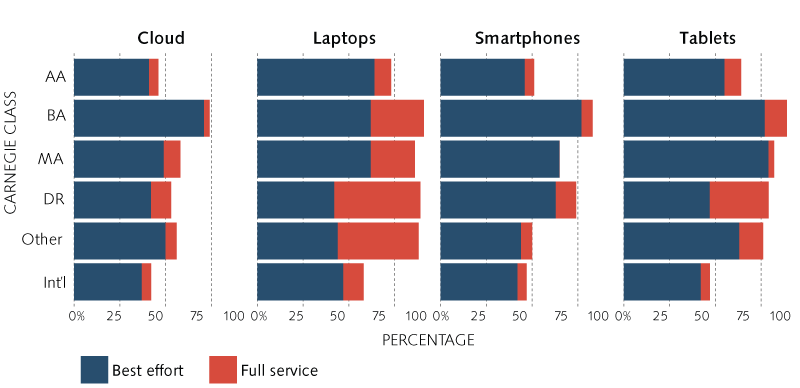 Cloud Laptops Smartphones Tablets
CARNEGIE CLASS
AA
BA
MA
DR
Other
Int'l
0% 25 50 75 100 0% 25 50 75 100 0% 25 50 75 100 0% 25 50 75 100
PERCENTAGE
Best effort Full service